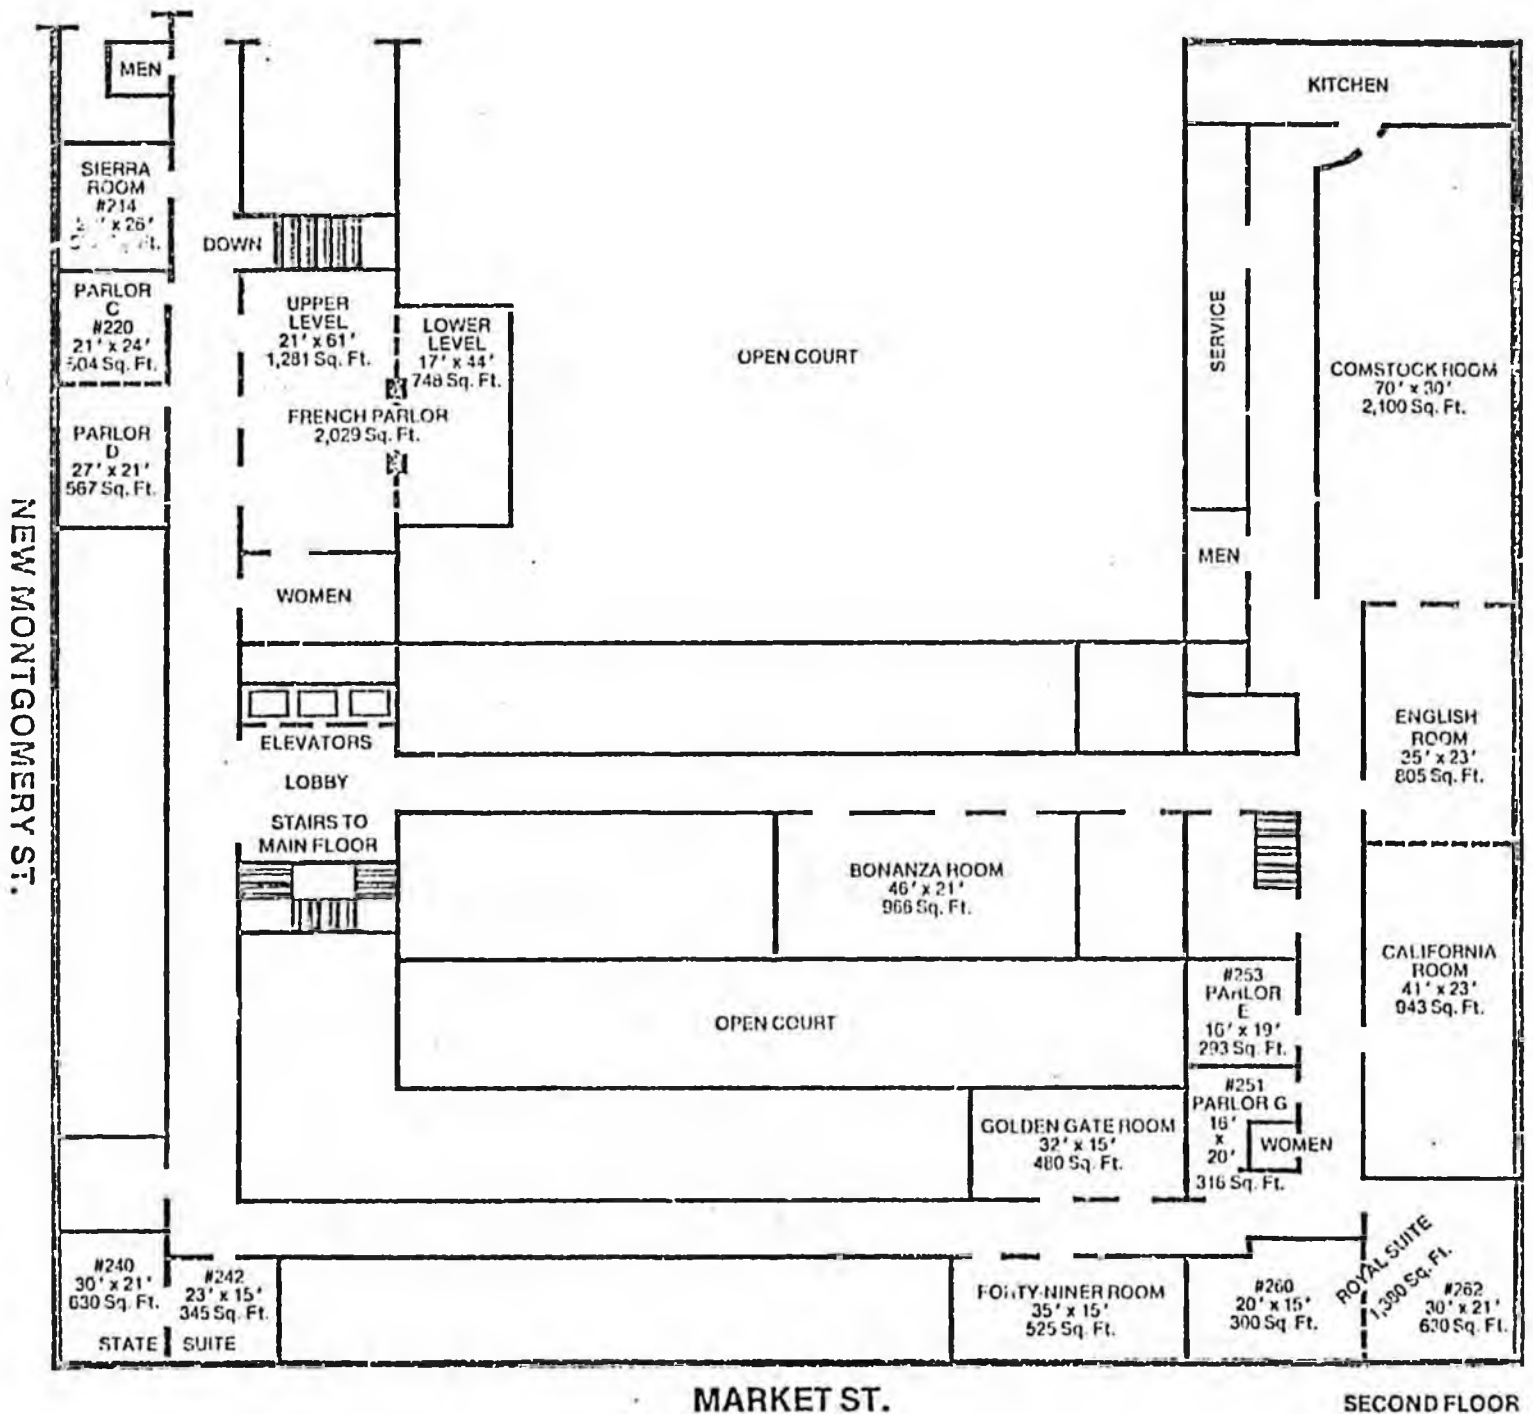 MEN
SIERRA
ROOM
#214
x 26'
PARLOR
C
#220
21' x 24'
504 Sq. Ft.
PARLOR
D
27' x 21'
567 Sq. Ft.
DOWN
UPPER
LEVEL
21' x 61'
1,281 Sq. Ft.
LOWER
LEVEL
17' x 44'
748 Sq. Ft.
FRENCH PARLOR
2,029 Sq. Ft.
WOMEN
ELEVATORS
LOBBY
STAIRS TO
MAIN FLOOR
OPEN COURT
KITCHEN
SERVICE
COMSTOCK ROOM
70' x 30'
2,100 Sq. Ft.
MEN
ENGLISH
ROOM
x 23'
805 Sq. Ft.
BONANZA ROOM
46' x 21'
966 Sq. Ft.
CALIFORNIA
ROOM
41' x 23'
943 Sq. Ft.
OPEN COURT
#253
PARLOR
E
16' x 19'
293 Sq. Ft.
#251
PARLOR G
16'
x
20'
316 Sq. Ft.
WOMEN
GOLDEN GATE ROOM
32' x 15'
480 Sq. Ft.
#240
30' x 21'
630 Sq. Ft.
#242
23' x 15'
345 Sq. Ft.
STATE SUITE
FORTY-NINER ROOM
35' x 15'
525 Sq. Ft.
#260
20' x 15'
300 Sq. Ft.
ROYAL SUITE
Sq. Ft.
#262
30' x 21'
630 Sq. Ft.
NEW MONTGOMERY ST.
MARKET ST.
SECOND FLOOR